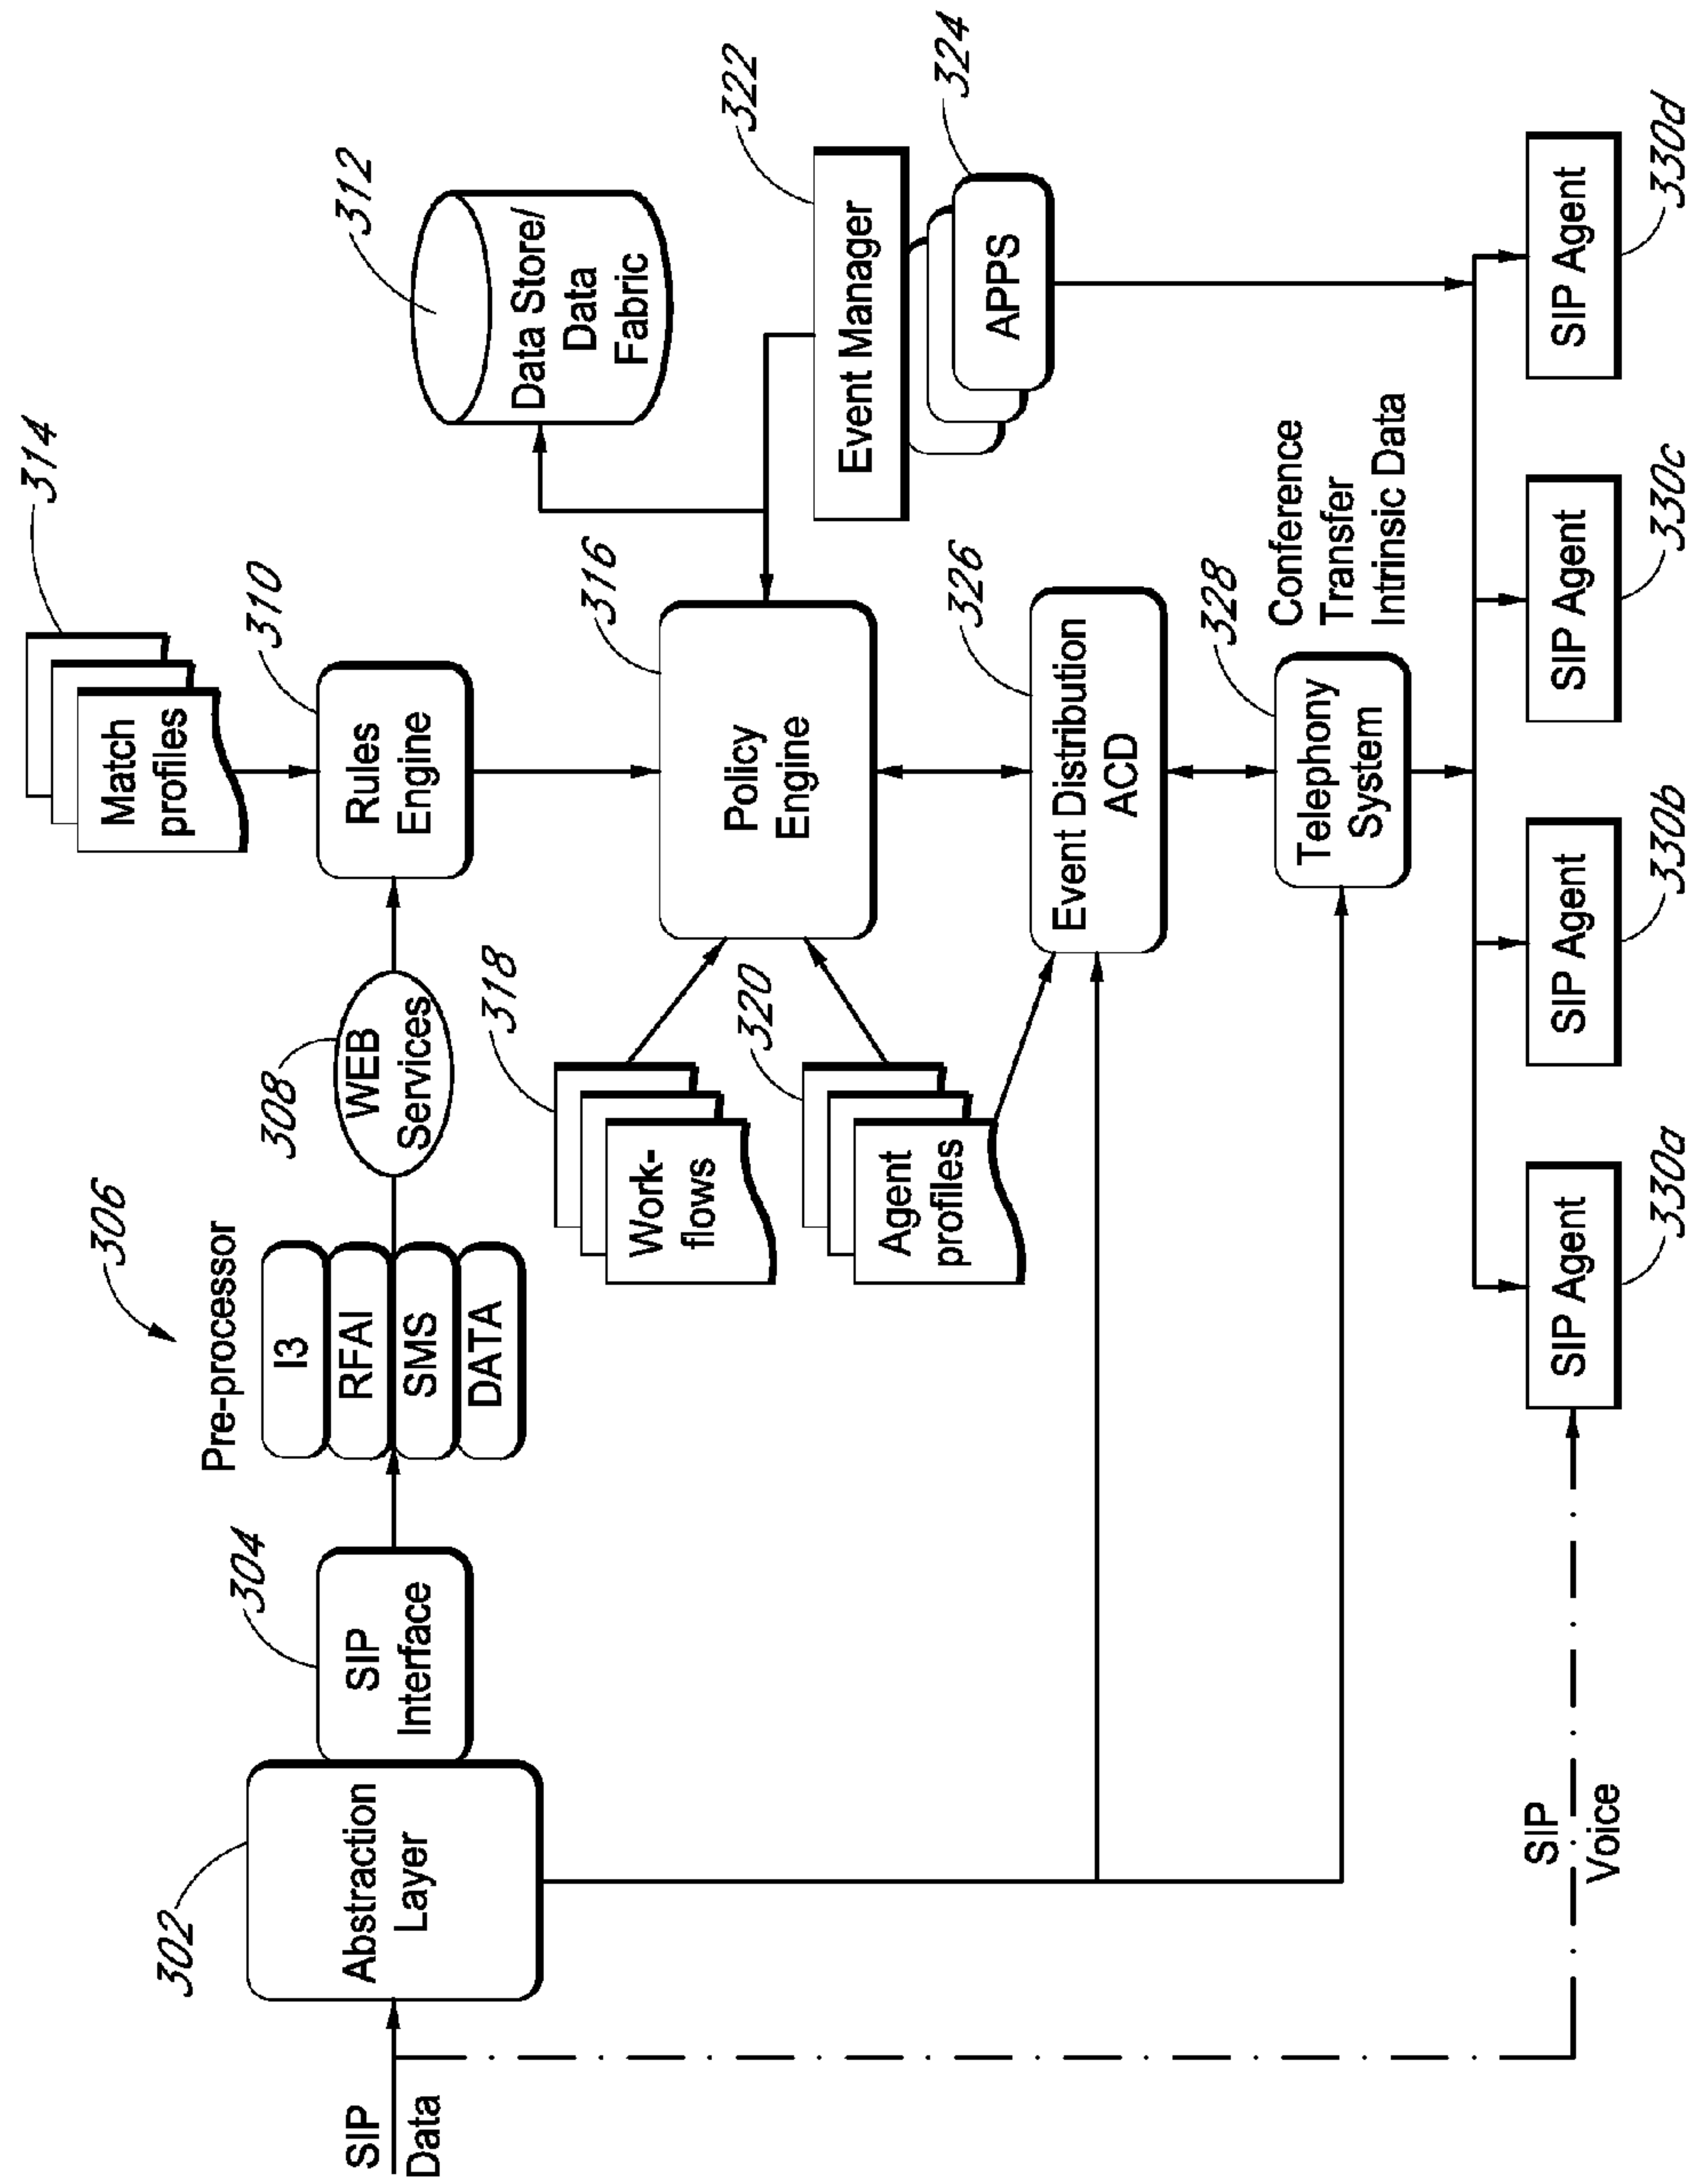 314
Match
profiles
306
Pre-processor
I3
RFAI
SMS
DATA
308
WEB
Services
310
Rules
Engine
312
Data Store/
Data
Fabric
302
Abstraction
Layer
304
SIP
Interface
SIP
Data
318
Work-
flows
320
Agent
profiles
316
Policy
Engine
322
Event Manager
324
APPS
326
Event Distribution
ACD
328
Telephony
System
Conference
Transfer
Intrinsic Data
SIP
Voice
SIP Agent
330a
SIP Agent
330b
SIP Agent
330c
SIP Agent
330d